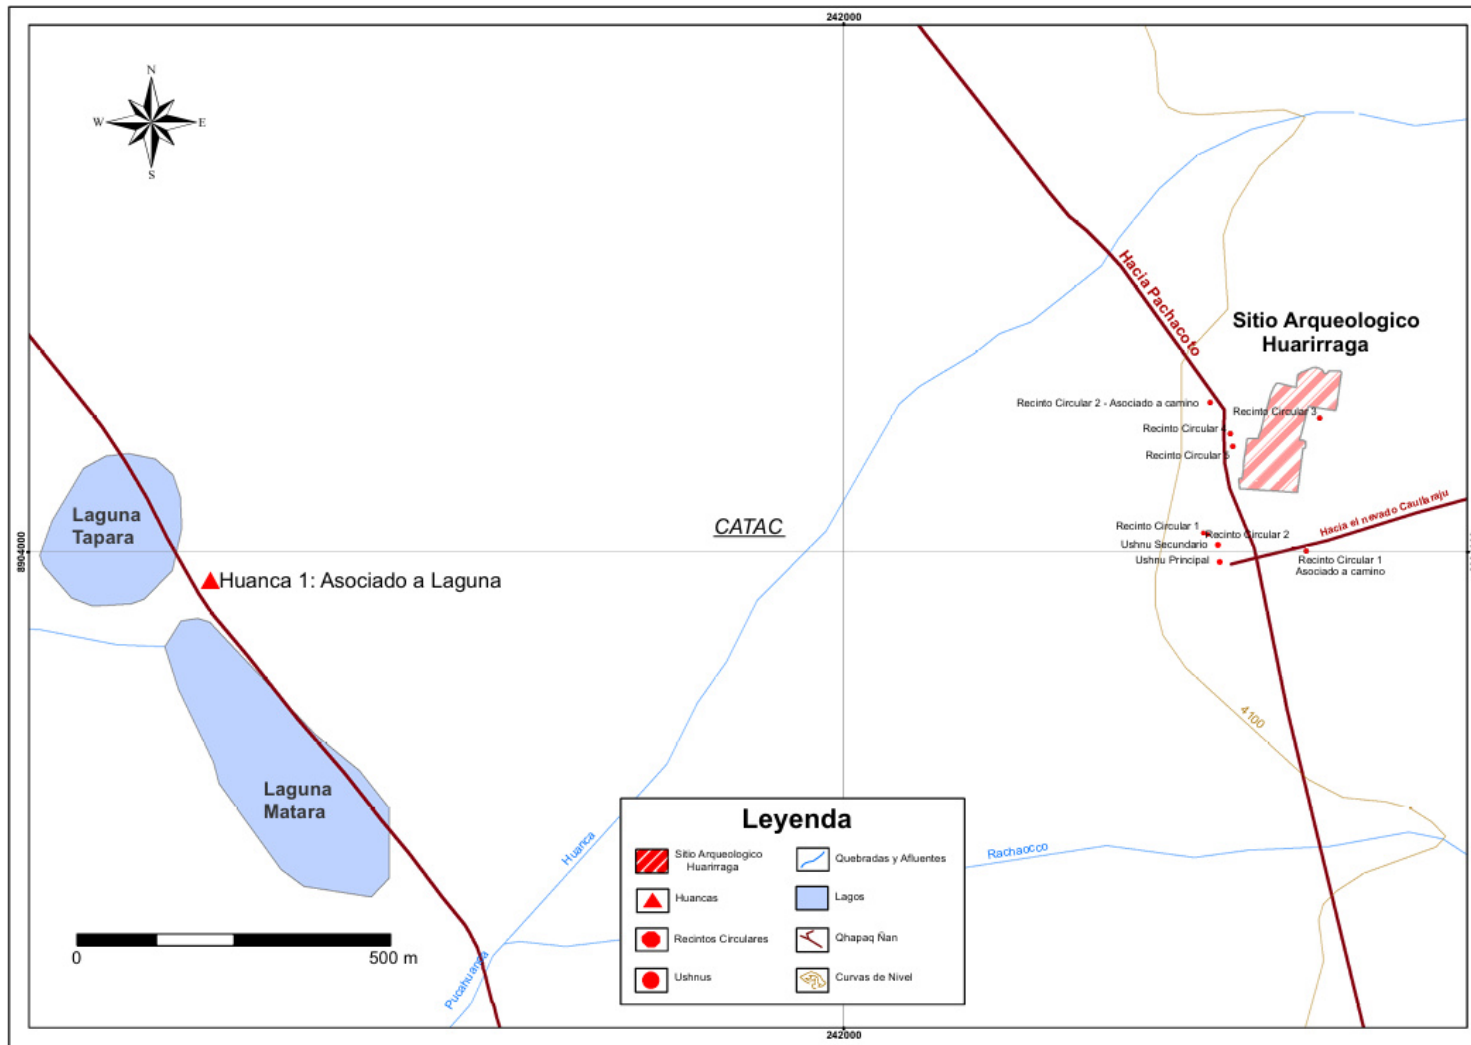 242000
N
W
E
S
Hacia Pachacoto
Sitio Arqueologico
Huarirraga
Recinto Circular 2 - Asociado a camino
Recinto Circular 3
Recinto Circular 4
Recinto Circular 5
Hacia el nevado Caullaraju
Laguna
Tapara
CATAC
Recinto Circular 1
Recinto Circular 2
Ushnu Secundario
Ushnu Principal
Recinto Circular 1
Asociado a camino
8904000
Huanca 1: Asociado a Laguna
4100
Laguna
Matara
Huanca
Rachaocco
Pucahuanca
0
500 m
Leyenda
Sitio Arqueologico
Huarirraga
Quebradas y Afluentes
Huancas
Lagos
Recintos Circulares
Qhapaq Ñan
Ushnus
Curvas de Nivel
242000